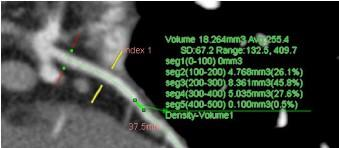 Volume 18.264mm3 Avg:255.4
SD:67.2 Range:132.5, 409.7
index 1
seg1(0-100) 0mm3
seg2(100-200) 4.768mm3(26.1%)
seg3(200-300) 8.361mm3(45.8%)
seg4(300-400) 5.035mm3(27.6%)
seg5(400-500) 0.100mm3(0.5%)
Density-Volume1
97.5mm